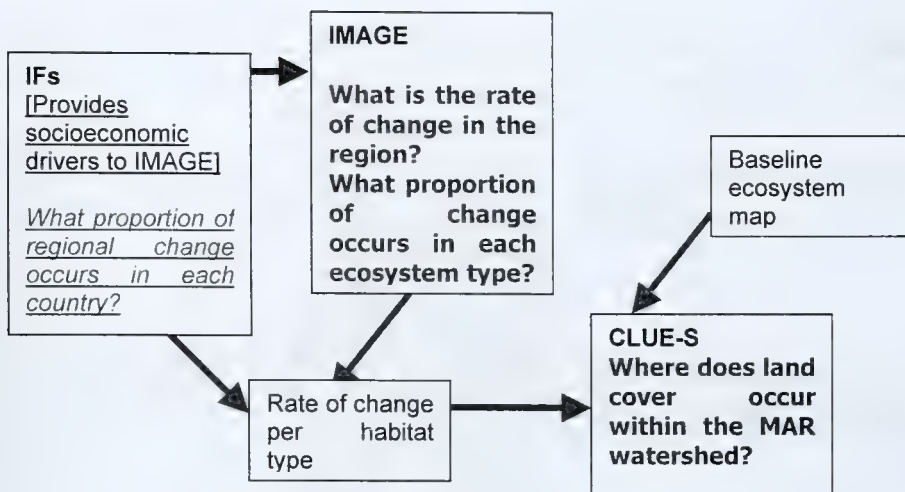 IFs
[Provides
socioeconomic
drivers to IMAGE]
What proportion of
regional change
occurs in each
country?
IMAGE
What is the rate
of change in the
region?
What proportion
of change
occurs in each
ecosystem type?
Baseline
ecosystem
map
Rate of change
per habitat
type
CLUE-S
Where does land
cover occur
within the MAR
watershed?